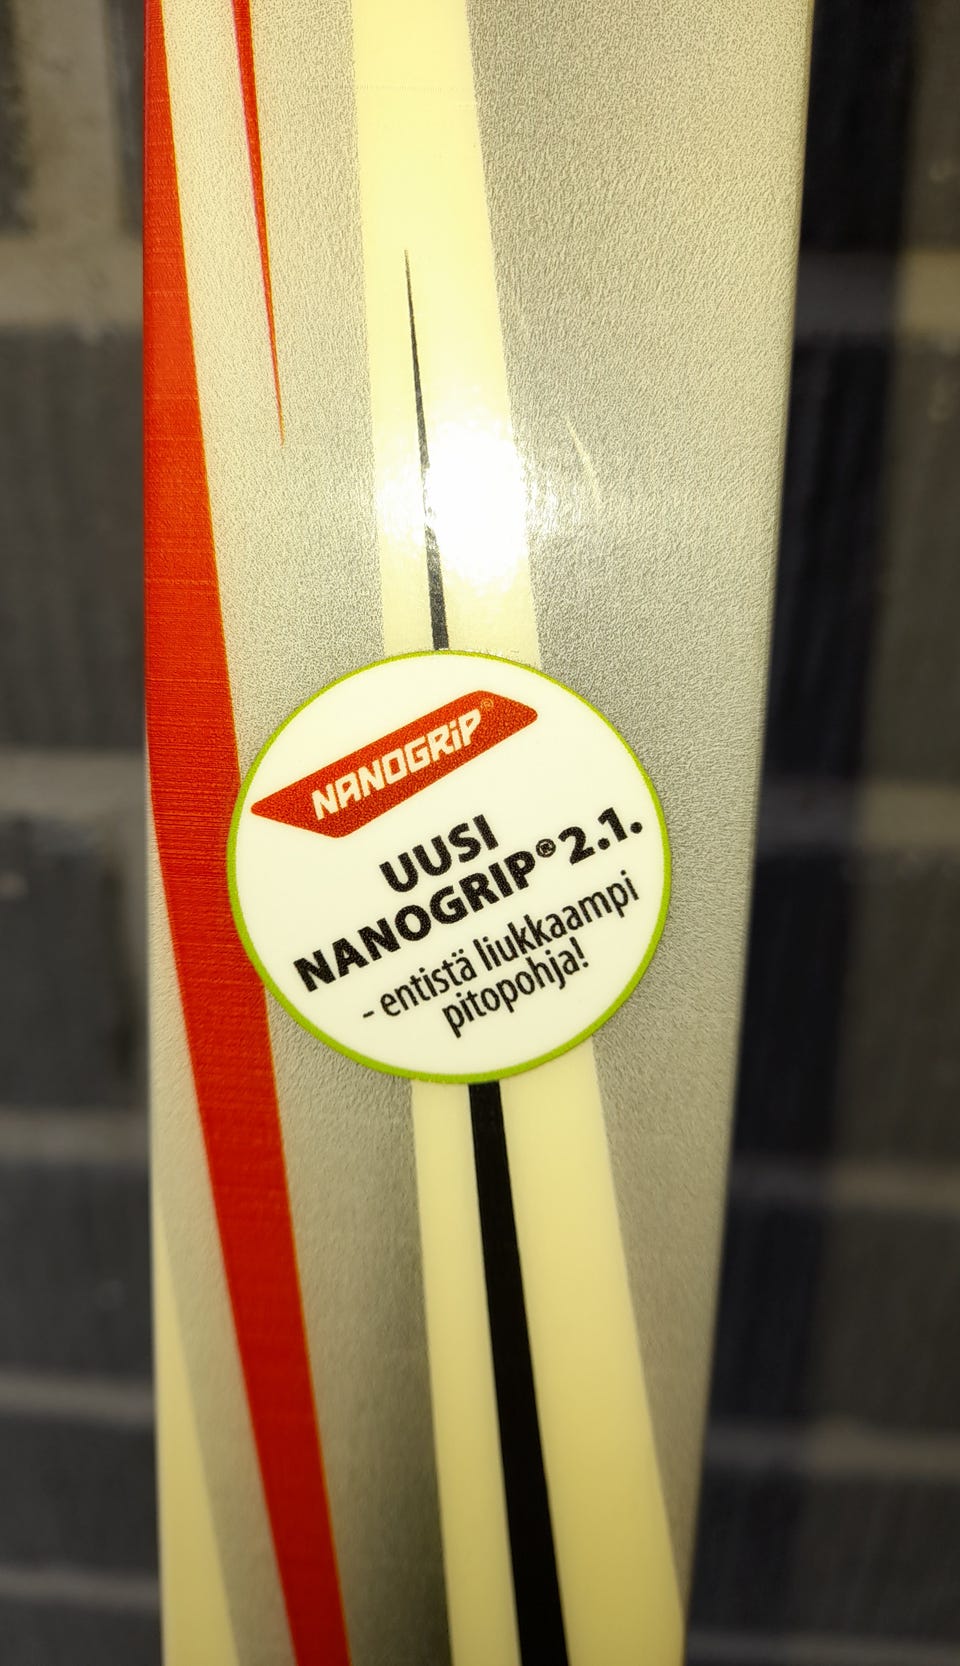 NANOGRIP®
UUSI
NANOGRIP® 2.1.
- entistä liukkaampi
pitopohja!